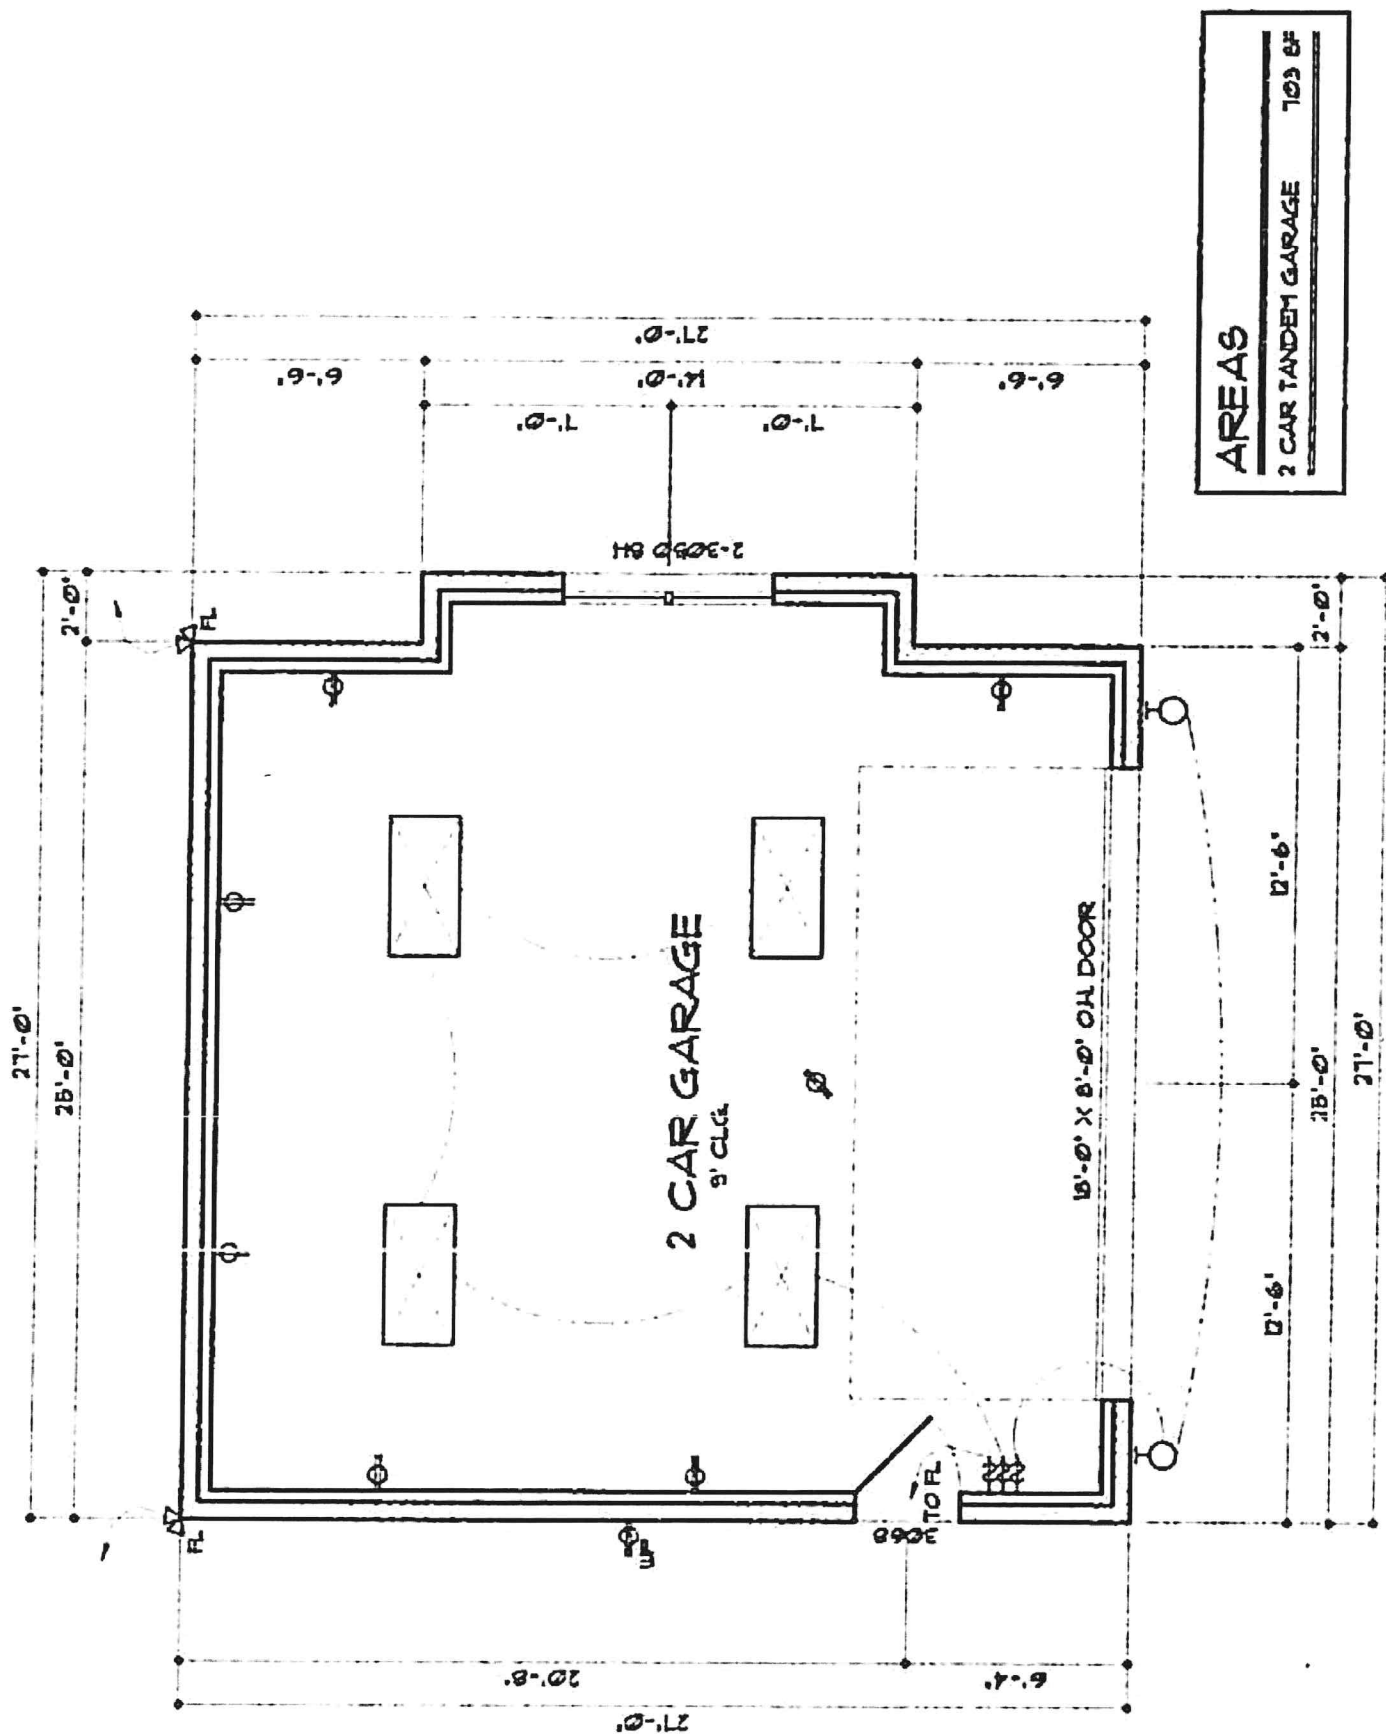 27'-0"
25'-0"
2'-0"
FL
FL
27'-0"
6'-6"
14'-0"
6'-6"
7'-0"
7'-0"
2-3050 SH
2 CAR GARAGE
9' CLG.
18'-0" X 8'-0" O.H. DOOR
TO FL
3068
WP
20'-8"
6'-4"
27'-0"
12'-6"
12'-6"
25'-0"
2'-0"
27'-0"
AREAS
2 CAR TANDEM GARAGE 703 SF